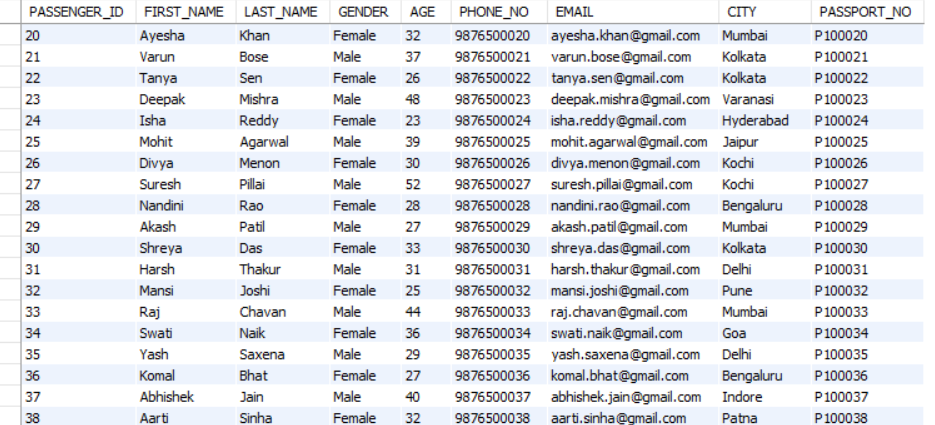 PASSENGER_ID FIRST_NAME LAST_NAME GENDER AGE PHONE_NO EMAIL CITY PASSPORT_NO
20 Ayesha Khan Female 32 9876500020 ayesha.khan@gmail.com Mumbai P100020
21 Varun Bose Male 37 9876500021 varun.bose@gmail.com Kolkata P100021
22 Tanya Sen Female 26 9876500022 tanya.sen@gmail.com Kolkata P100022
23 Deepak Mishra Male 48 9876500023 deepak.mishra@gmail.com Varanasi P100023
24 Isha Reddy Female 23 9876500024 isha.reddy@gmail.com Hyderabad P100024
25 Mohit Agarwal Male 39 9876500025 mohit.agarwal@gmail.com Jaipur P100025
26 Divya Menon Female 30 9876500026 divya.menon@gmail.com Kochi P100026
27 Suresh Pillai Male 52 9876500027 suresh.pillai@gmail.com Kochi P100027
28 Nandini Rao Female 28 9876500028 nandini.rao@gmail.com Bengaluru P100028
29 Akash Patil Male 27 9876500029 akash.patil@gmail.com Mumbai P100029
30 Shreya Das Female 33 9876500030 shreya.das@gmail.com Kolkata P100030
31 Harsh Thakur Male 31 9876500031 harsh.thakur@gmail.com Delhi P100031
32 Mansi Joshi Female 25 9876500032 mansi.joshi@gmail.com Pune P100032
33 Raj Chavan Male 44 9876500033 raj.chavan@gmail.com Mumbai P100033
34 Swati Naik Female 36 9876500034 swati.naik@gmail.com Goa P100034
35 Yash Saxena Male 29 9876500035 yash.saxena@gmail.com Delhi P100035
36 Komal Bhat Female 27 9876500036 komal.bhat@gmail.com Bengaluru P100036
37 Abhishek Jain Male 40 9876500037 abhishek.jain@gmail.com Indore P100037
38 Aarti Sinha Female 32 9876500038 aarti.sinha@gmail.com Patna P100038